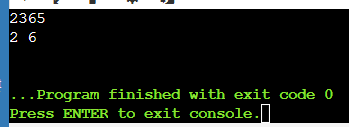 2365
2 6
...Program finished with exit code 0
Press ENTER to exit console.